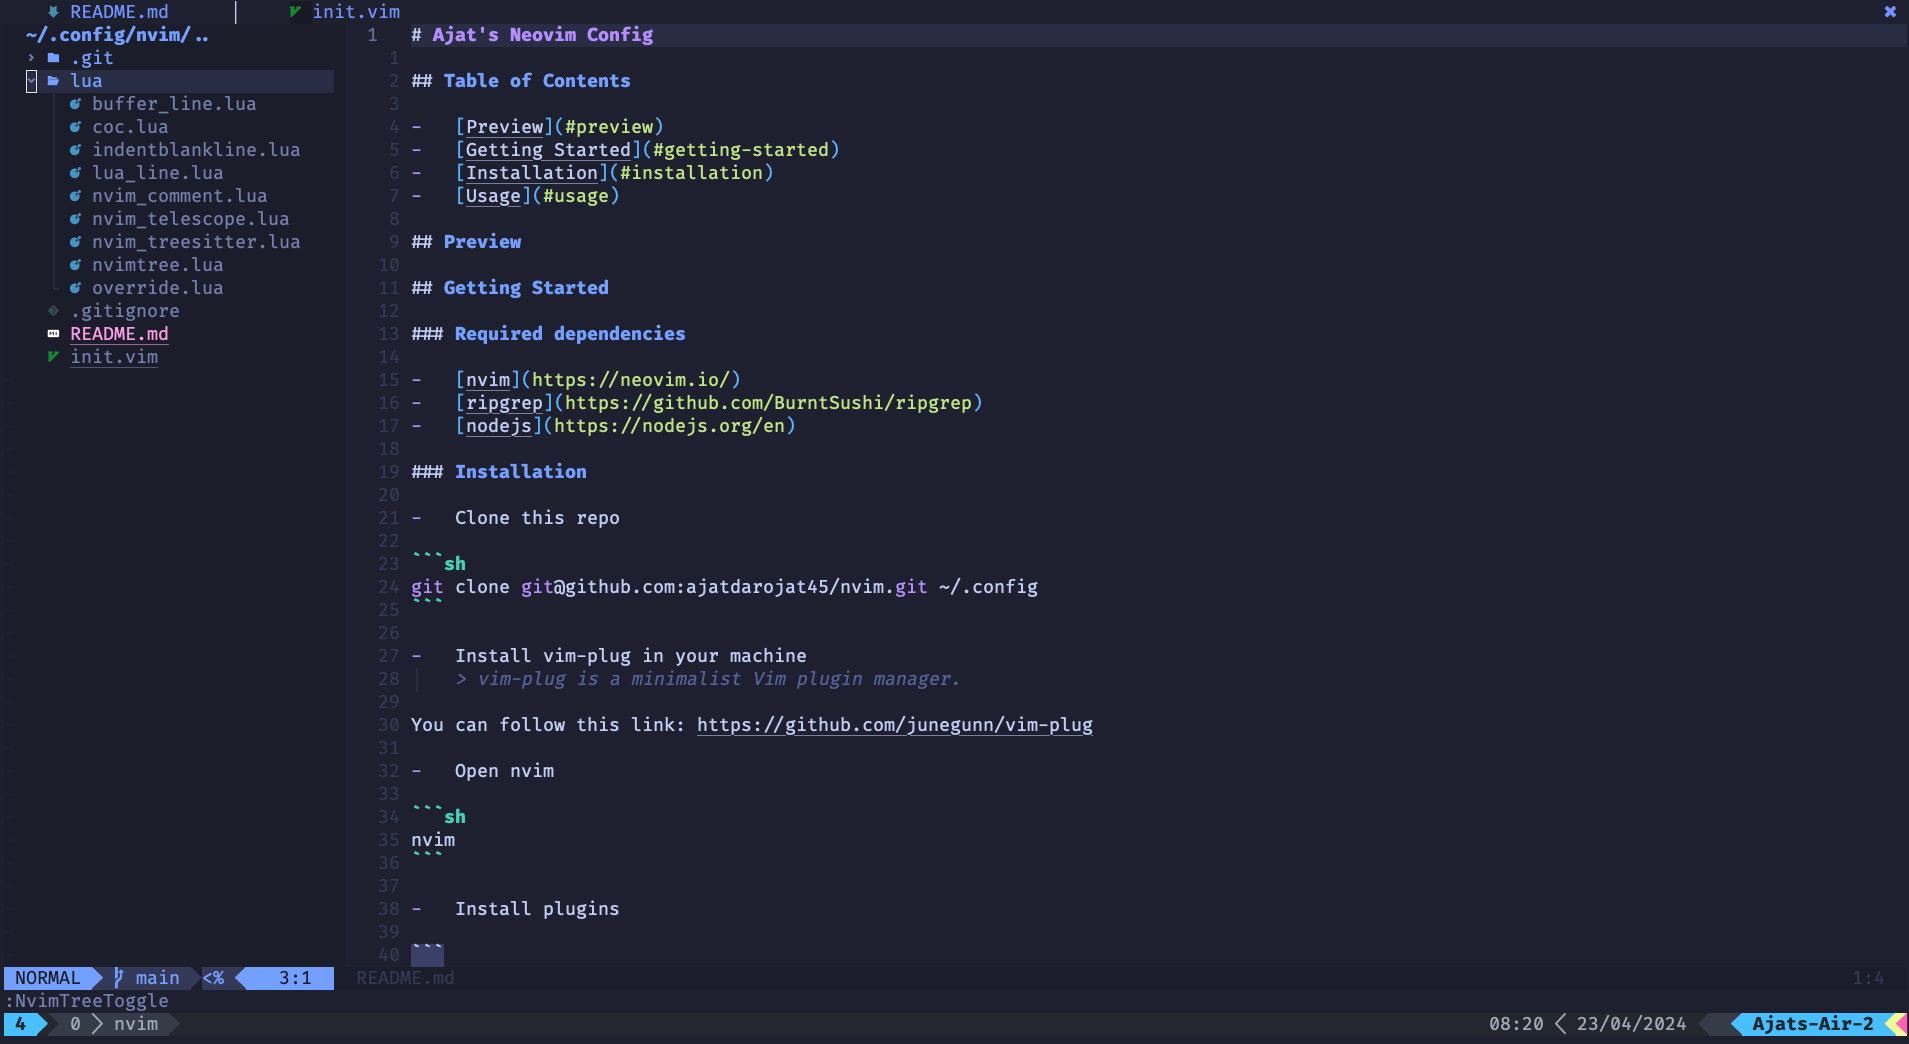 README.md init.vim
~/.config/nvim/..
.git
lua
buffer_line.lua
coc.lua
indentblankline.lua
lua_line.lua
nvim_comment.lua
nvim_telescope.lua
nvim_treesitter.lua
nvimtree.lua
override.lua
.gitignore
README.md
init.vim
1 # Ajat's Neovim Config
1
2 ## Table of Contents
3
4 - [Preview](#preview)
5 - [Getting Started](#getting-started)
6 - [Installation](#installation)
7 - [Usage](#usage)
8
9 ## Preview
10
11 ## Getting Started
12
13 ### Required dependencies
14
15 - [nvim](https://neovim.io/)
16 - [ripgrep](https://github.com/BurntSushi/ripgrep)
17 - [nodejs](https://nodejs.org/en)
18
19 ### Installation
20
21 - Clone this repo
22
23 ```sh
24 git clone git@github.com:ajatdarojat45/nvim.git ~/.config
25 ```
26
27 - Install vim-plug in your machine
28 > vim-plug is a minimalist Vim plugin manager.
29
30 You can follow this link: https://github.com/junegunn/vim-plug
31
32 - Open nvim
33
34 ```sh
35 nvim
36 ```
37
38 - Install plugins
39
40 ```
NORMAL main <% 3:1 README.md 1:4
:NvimTreeToggle
4 0 nvim 08:20 23/04/2024 Ajats-Air-2